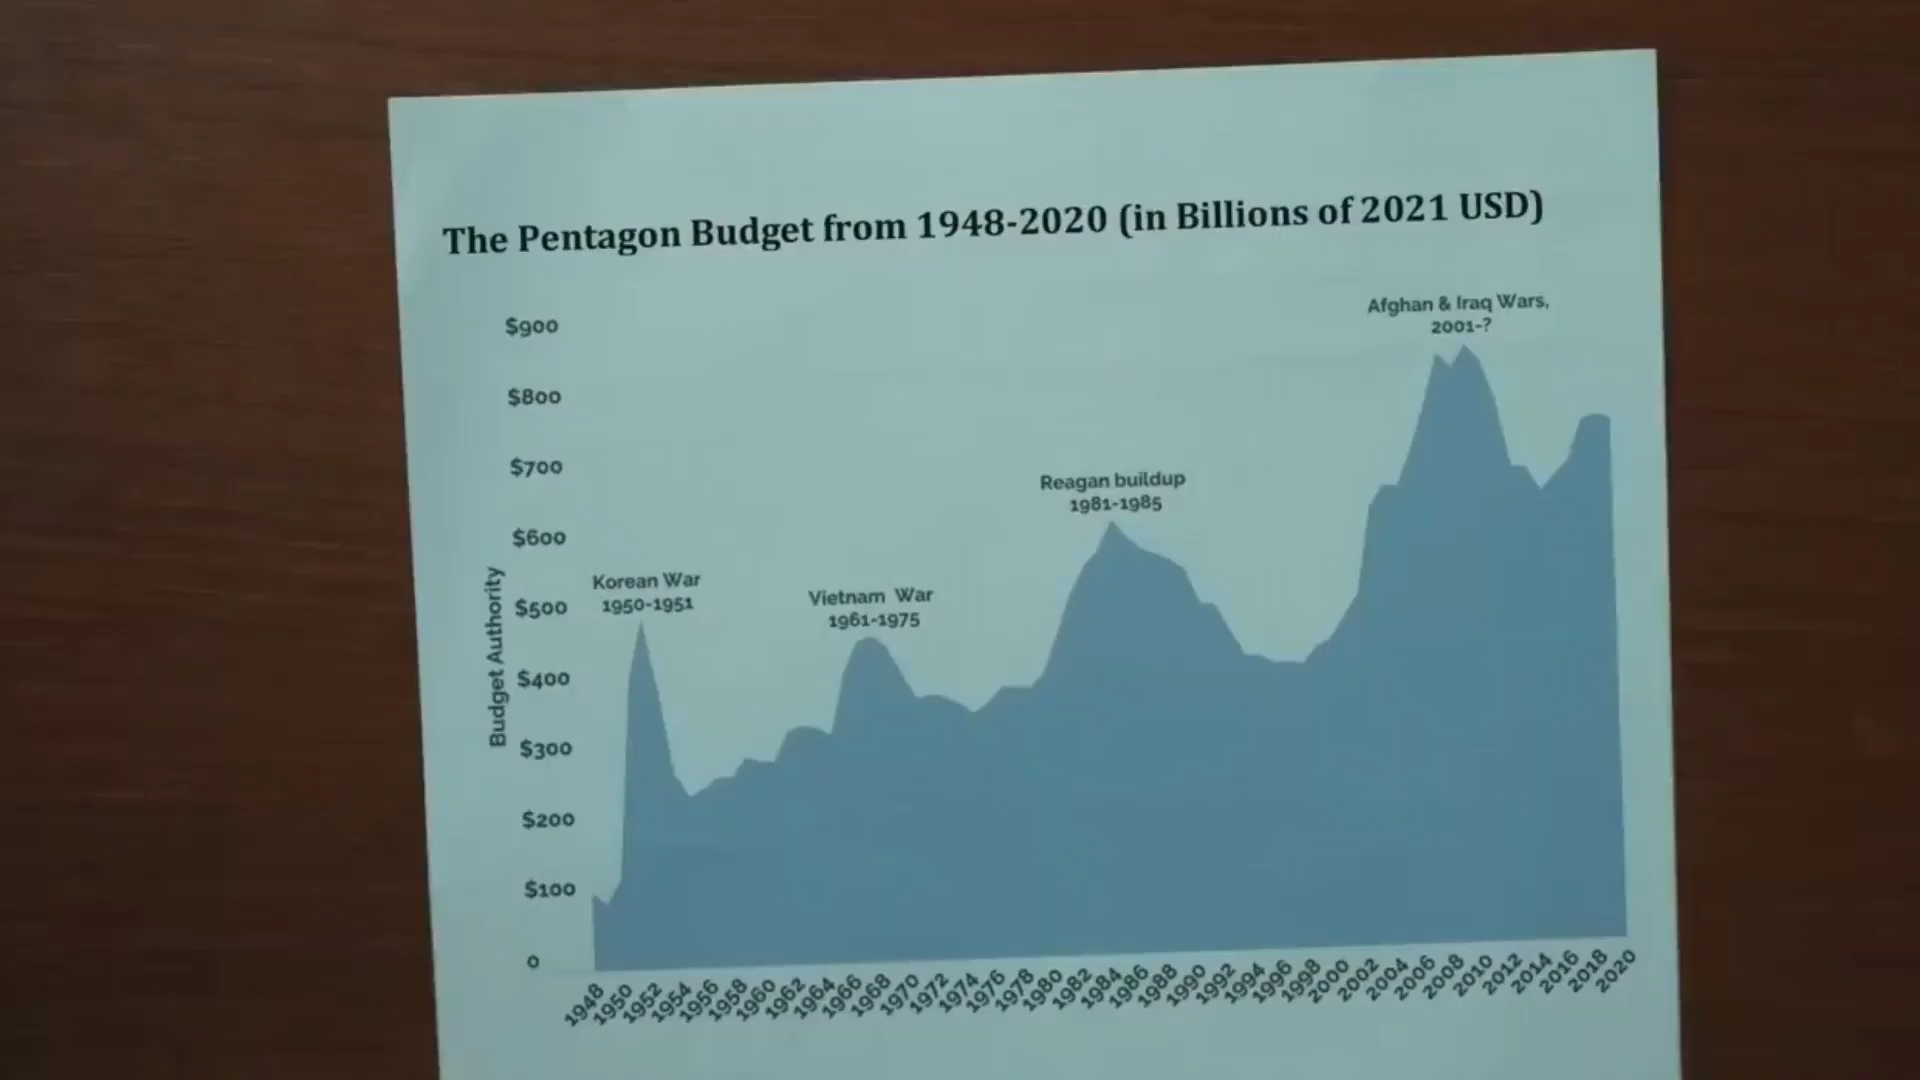 The Pentagon Budget from 1948-2020 (in Billions of 2021 USD)
Afghan & Iraq Wars,
2001-?
$900
$800
$700
Reagan buildup
1981-1985
$600
Korean War
1950-1951
Vietnam War
1961-1975
$500
$400
$300
$200
$100
0
Budget Authority
1948 1950 1952 1954 1956 1958 1960 1962 1964 1966 1968 1970 1972 1974 1976 1978 1980 1982 1984 1986 1988 1990 1992 1994 1996 1998 2000 2002 2004 2006 2008 2010 2012 2014 2016 2018 2020